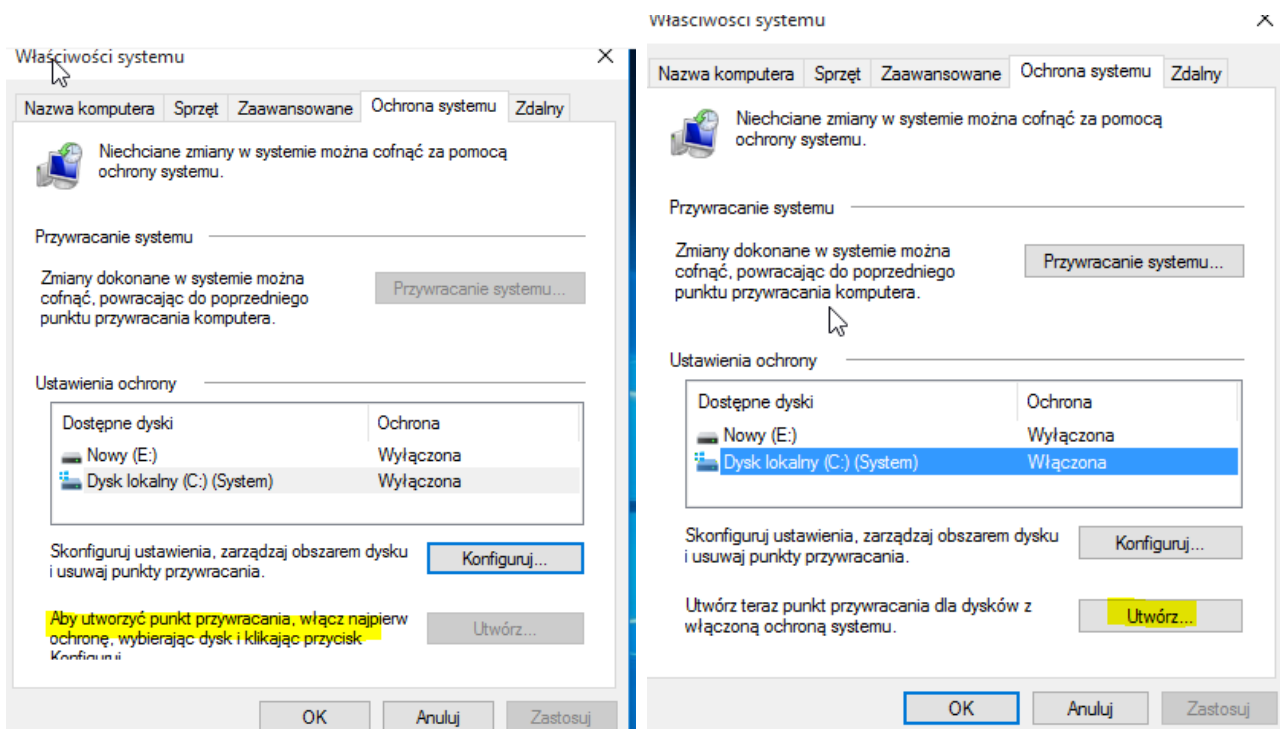 Właściwości systemu
Nazwa komputera Sprzęt Zaawansowane Ochrona systemu Zdalny
Niechciane zmiany w systemie można cofnąć za pomocą
ochrony systemu.
Przywracanie systemu
Zmiany dokonane w systemie można
cofnąć, powracając do poprzedniego
punktu przywracania komputera.
Przywracanie systemu...
Ustawienia ochrony
Dostępne dyski Ochrona
Nowy (E:) Wyłączona
Dysk lokalny (C:) (System) Wyłączona
Skonfiguruj ustawienia, zarządzaj obszarem dysku
i usuwaj punkty przywracania.
Konfiguruj...
Aby utworzyć punkt przywracania, włącz najpierw
ochronę, wybierając dysk i klikając przycisk
Konfiguruj
Utwórz...
OK Anuluj Zastosuj
Właściwości systemu
Nazwa komputera Sprzęt Zaawansowane Ochrona systemu Zdalny
Niechciane zmiany w systemie można cofnąć za pomocą
ochrony systemu.
Przywracanie systemu
Zmiany dokonane w systemie można
cofnąć, powracając do poprzedniego
punktu przywracania komputera.
Przywracanie systemu...
Ustawienia ochrony
Dostępne dyski Ochrona
Nowy (E:) Wyłączona
Dysk lokalny (C:) (System) Włączona
Skonfiguruj ustawienia, zarządzaj obszarem dysku
i usuwaj punkty przywracania.
Konfiguruj...
Utwórz teraz punkt przywracania dla dysków z
włączoną ochroną systemu.
Utwórz...
OK Anuluj Zastosuj